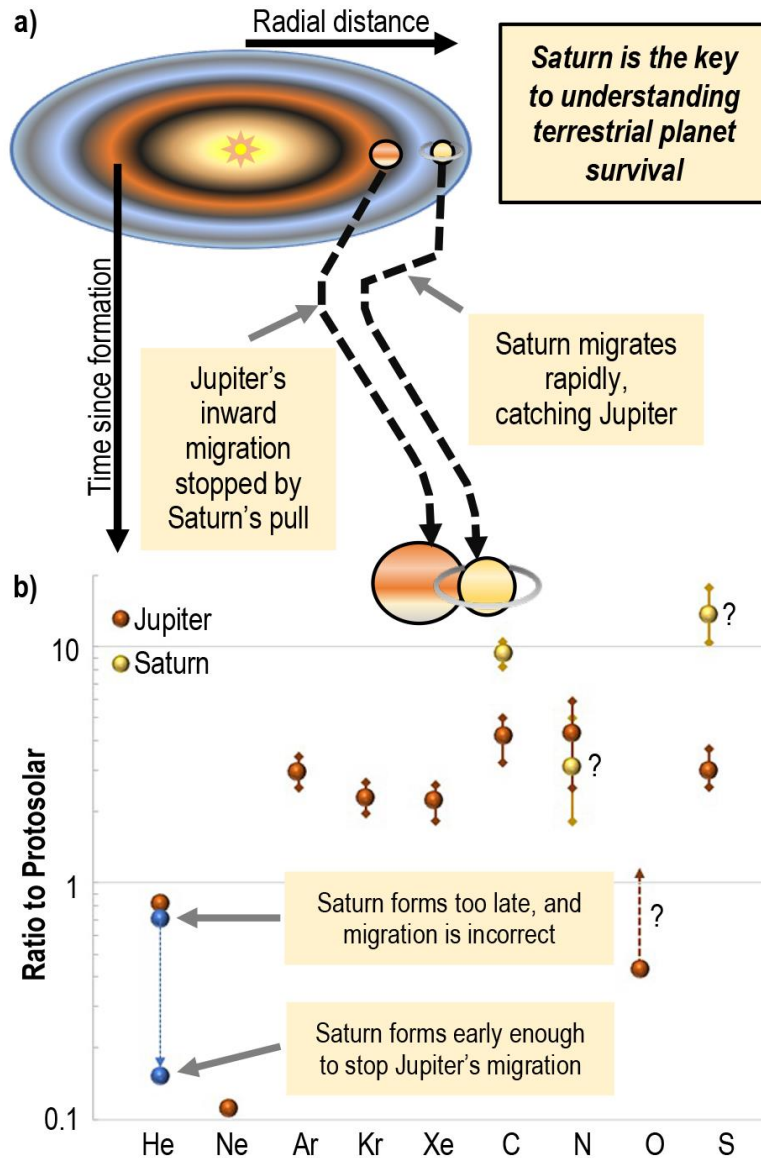 a)
Radial distance
Saturn is the key
to understanding
terrestrial planet
survival
Time since formation
Jupiter's
inward
migration
stopped by
Saturn's pull
Saturn migrates
rapidly,
catching Jupiter
b)
Jupiter
Saturn
Ratio to Protosolar
10
1
0.1
?
?
?
Saturn forms too late, and
migration is incorrect
Saturn forms early enough
to stop Jupiter's migration
He Ne Ar Kr Xe C N O S